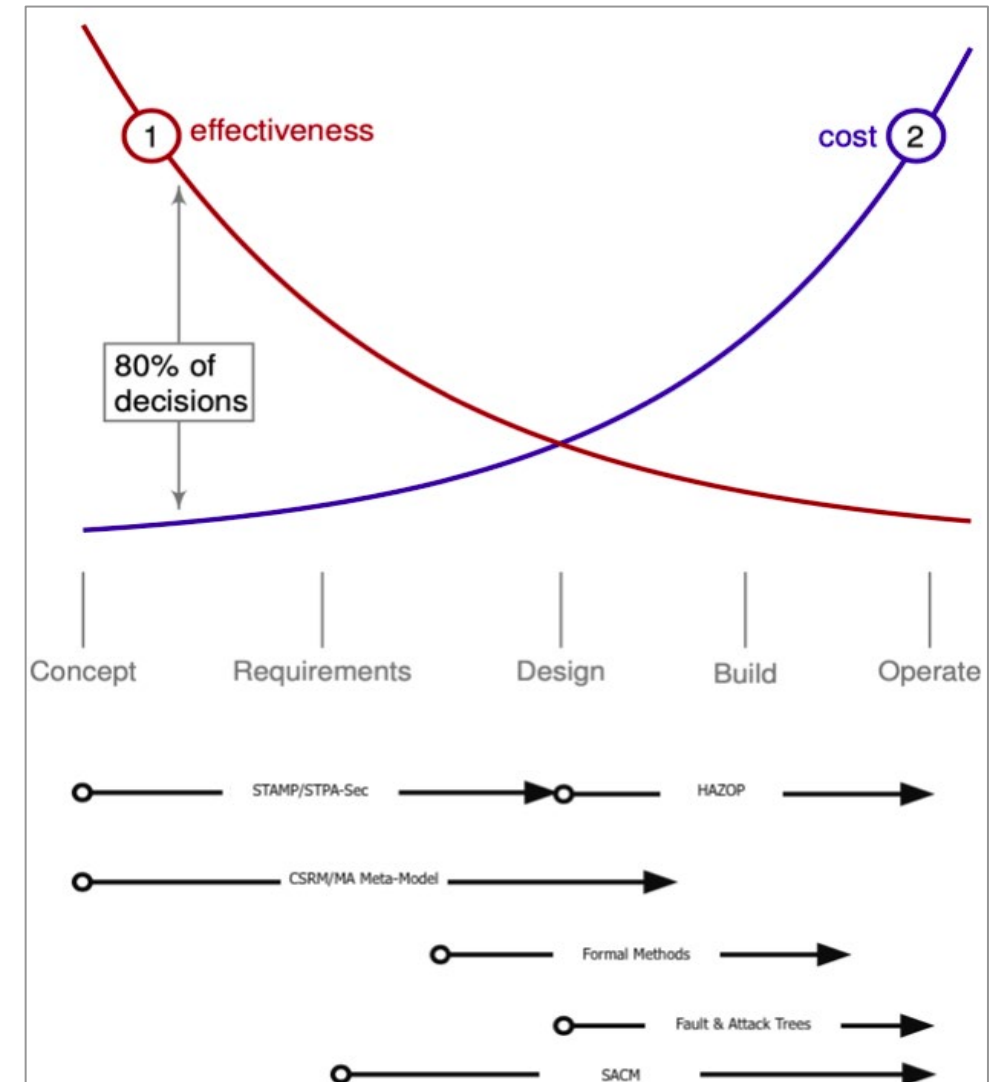 1 effectiveness
cost 2
80% of
decisions
Concept Requirements Design Build Operate
STAMP/STPA-Sec HAZOP
CSRM/MA Meta-Model
Formal Methods
Fault & Attack Trees
SACM